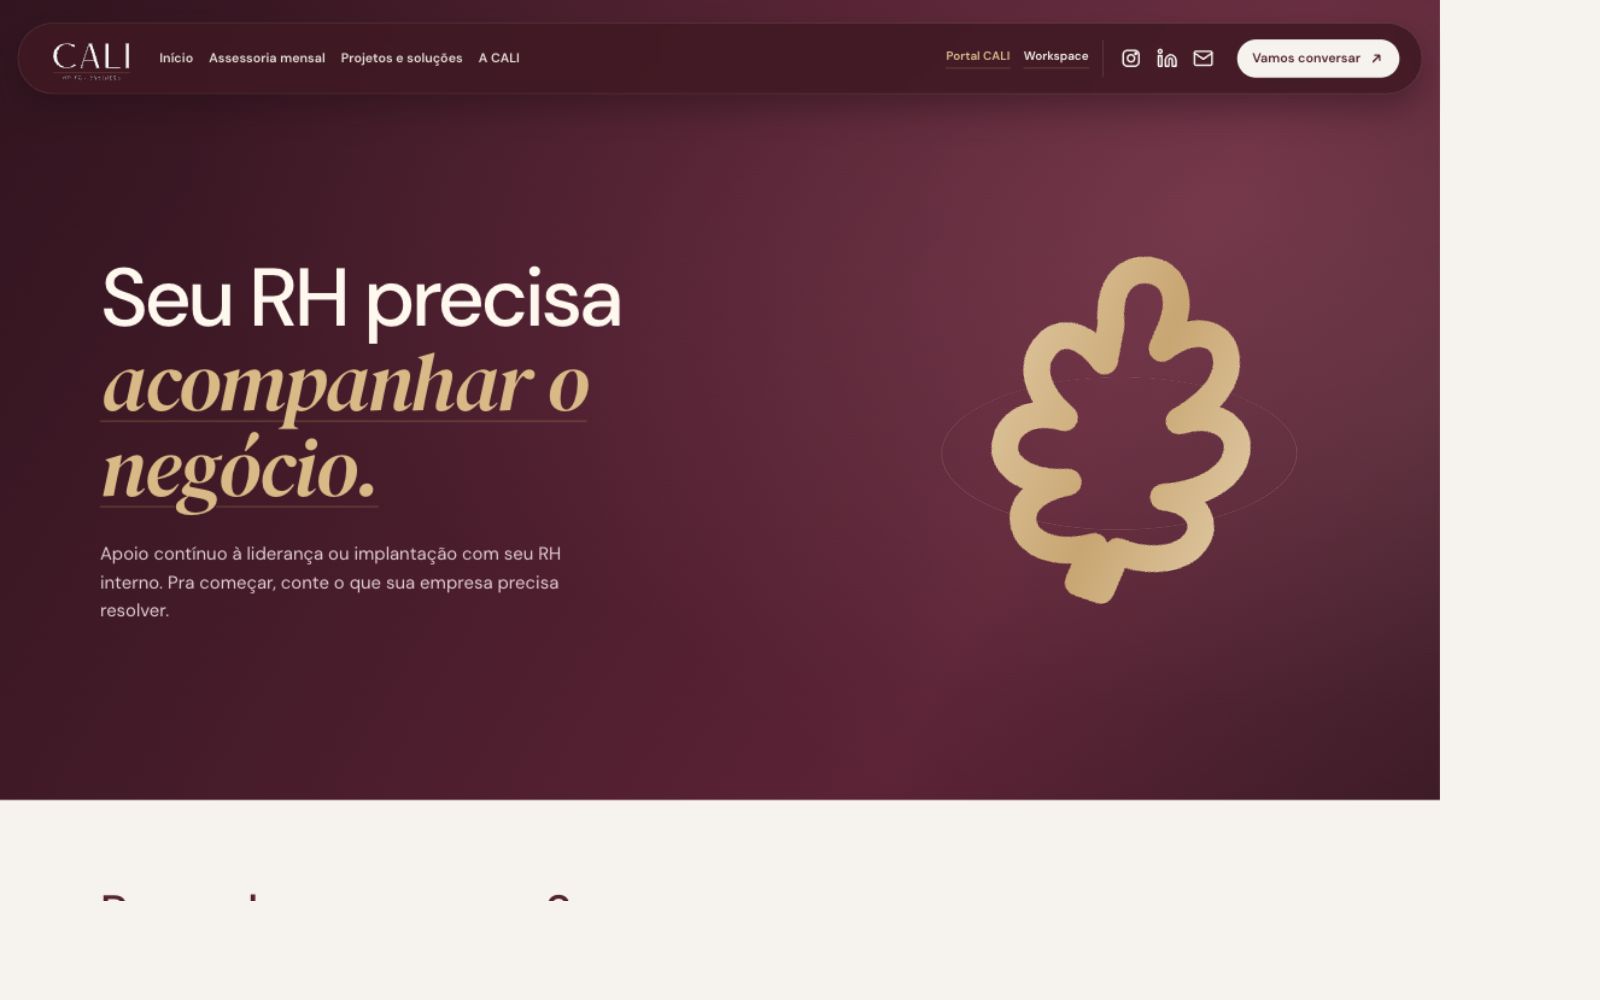 CALI
Início
Assessoria mensal
Projetos e soluções
A CALI
Portal CALI
Workspace
Vamos conversar
Seu RH precisa
acompanhar o
negócio.
Apoio contínuo à liderança ou implantação com seu RH
interno. Pra começar, conte o que sua empresa precisa
resolver.